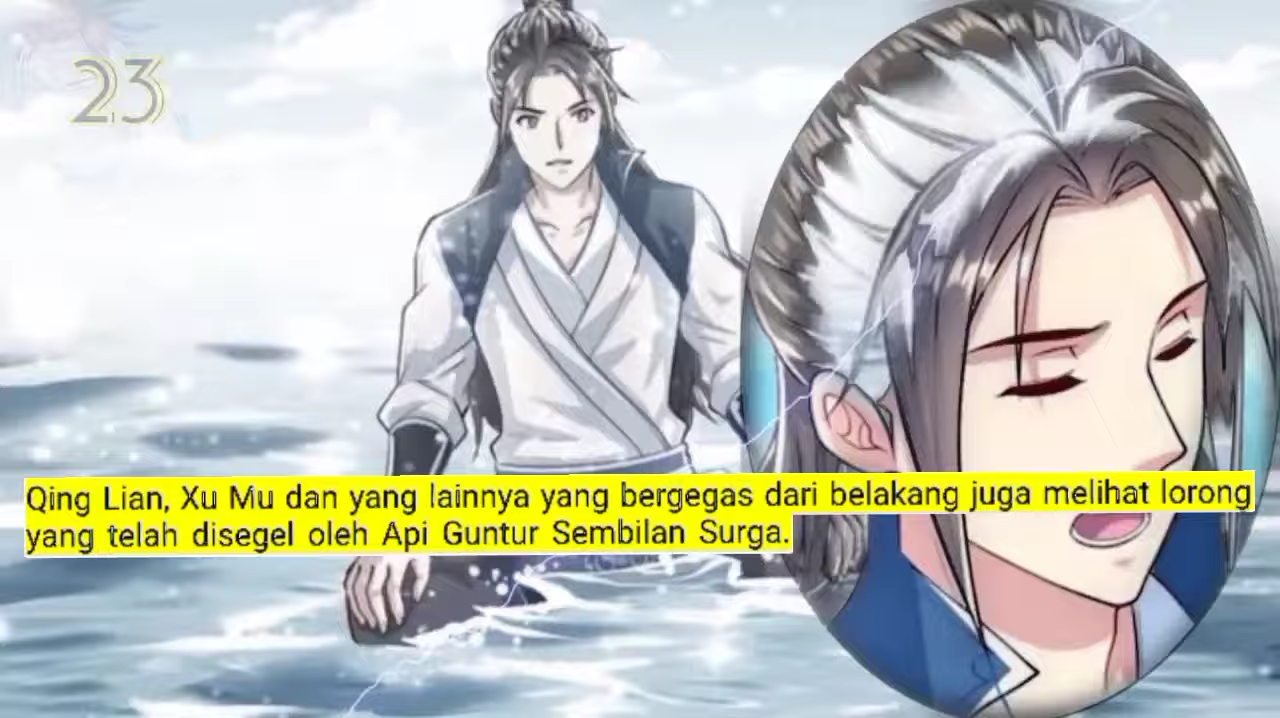 23
Qing Lian, Xu Mu dan yang lainnya yang bergegas dari belakang juga melihat lorong
yang telah disegel oleh Api Guntur Sembilan Surga.